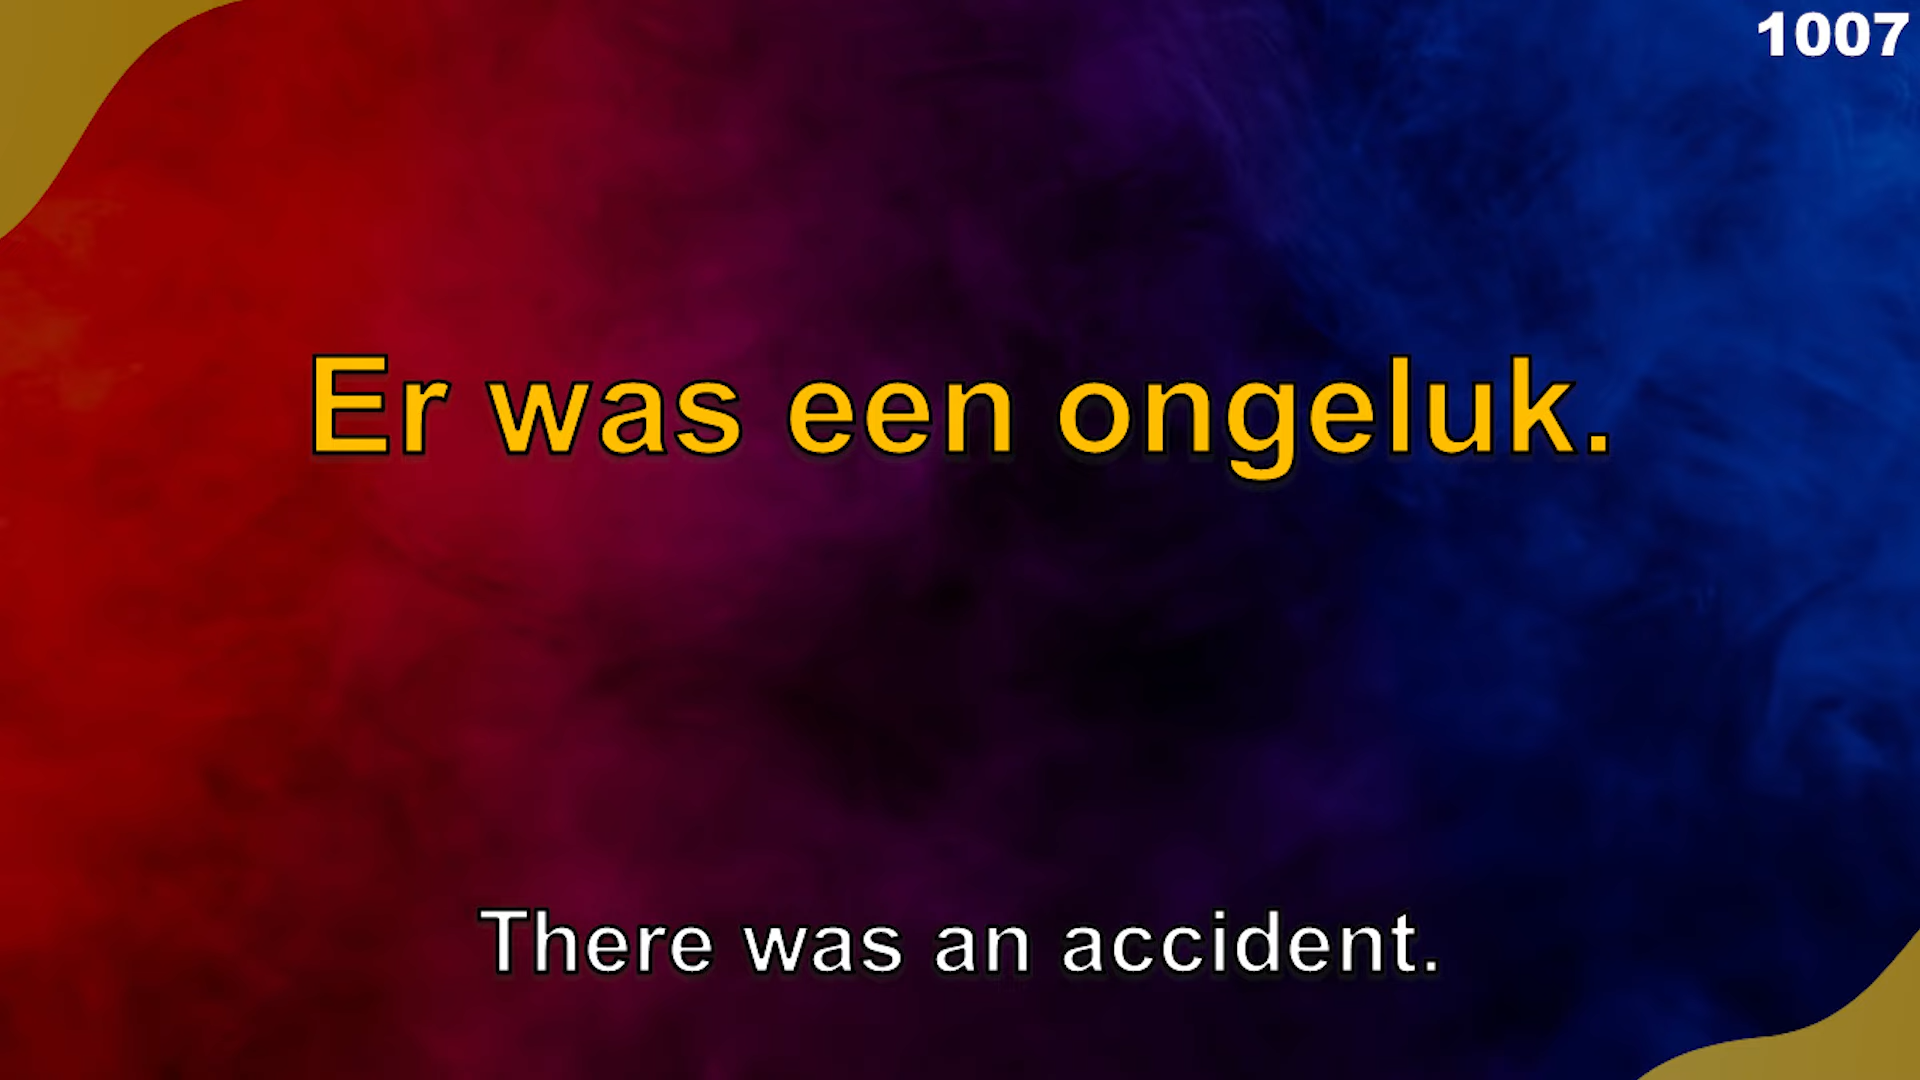 1007
Er was een ongeluk.
There was an accident.